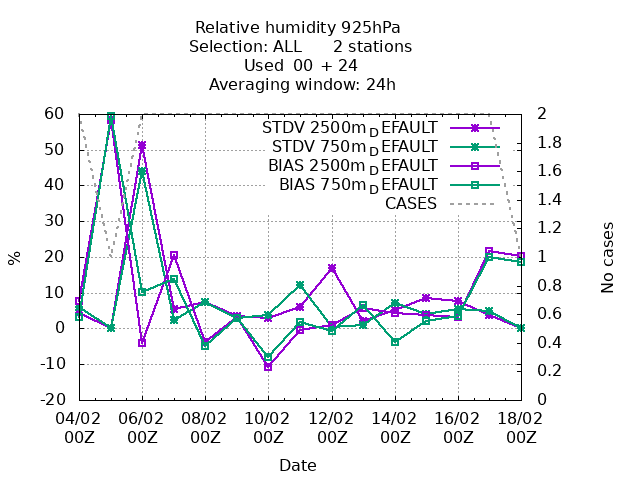 Relative humidity 925hPa
Selection: ALL 2 stations
Used 00 + 24
Averaging window: 24h
STDV 2500m_DEFAULT
STDV 750m_DEFAULT
BIAS 2500m_DEFAULT
BIAS 750m_DEFAULT
CASES
60
50
40
30
20
10
0
-10
-20
%
2
1.8
1.6
1.4
1.2
1
0.8
0.6
0.4
0.2
0
No cases
04/02 06/02 08/02 10/02 12/02 14/02 16/02 18/02
00Z 00Z 00Z 00Z 00Z 00Z 00Z 00Z
Date